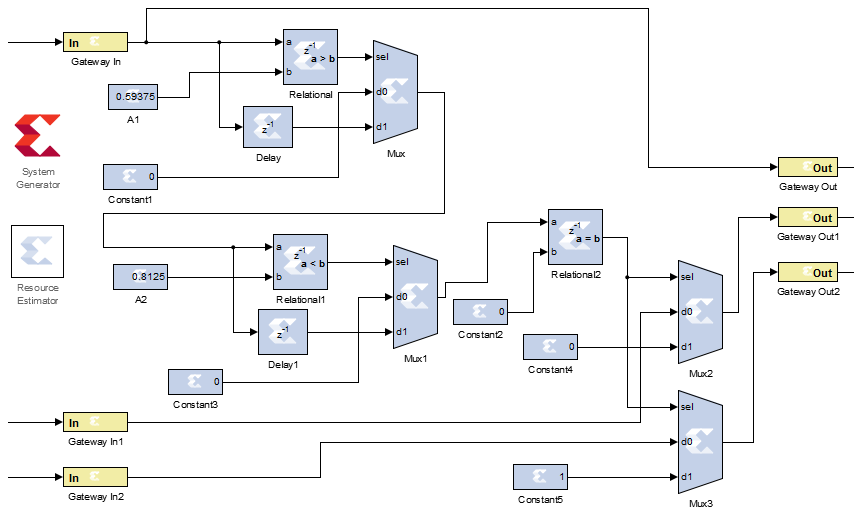 In
Gateway In
a
b
z-1
a > b
Relational
sel
d0
d1
Mux
0.59375
A1
z-1
Delay
0
Constant1
System
Generator
Resource
Estimator
Out
Gateway Out
Out
Gateway Out1
Out
Gateway Out2
a
b
z-1
a < b
Relational1
0.8125
A2
z-1
Delay1
sel
d0
d1
Mux1
0
Constant3
a
b
z-1
a = b
Relational2
0
Constant2
0
Constant4
sel
d0
d1
Mux2
In
Gateway In1
In
Gateway In2
1
Constant5
sel
d0
d1
Mux3